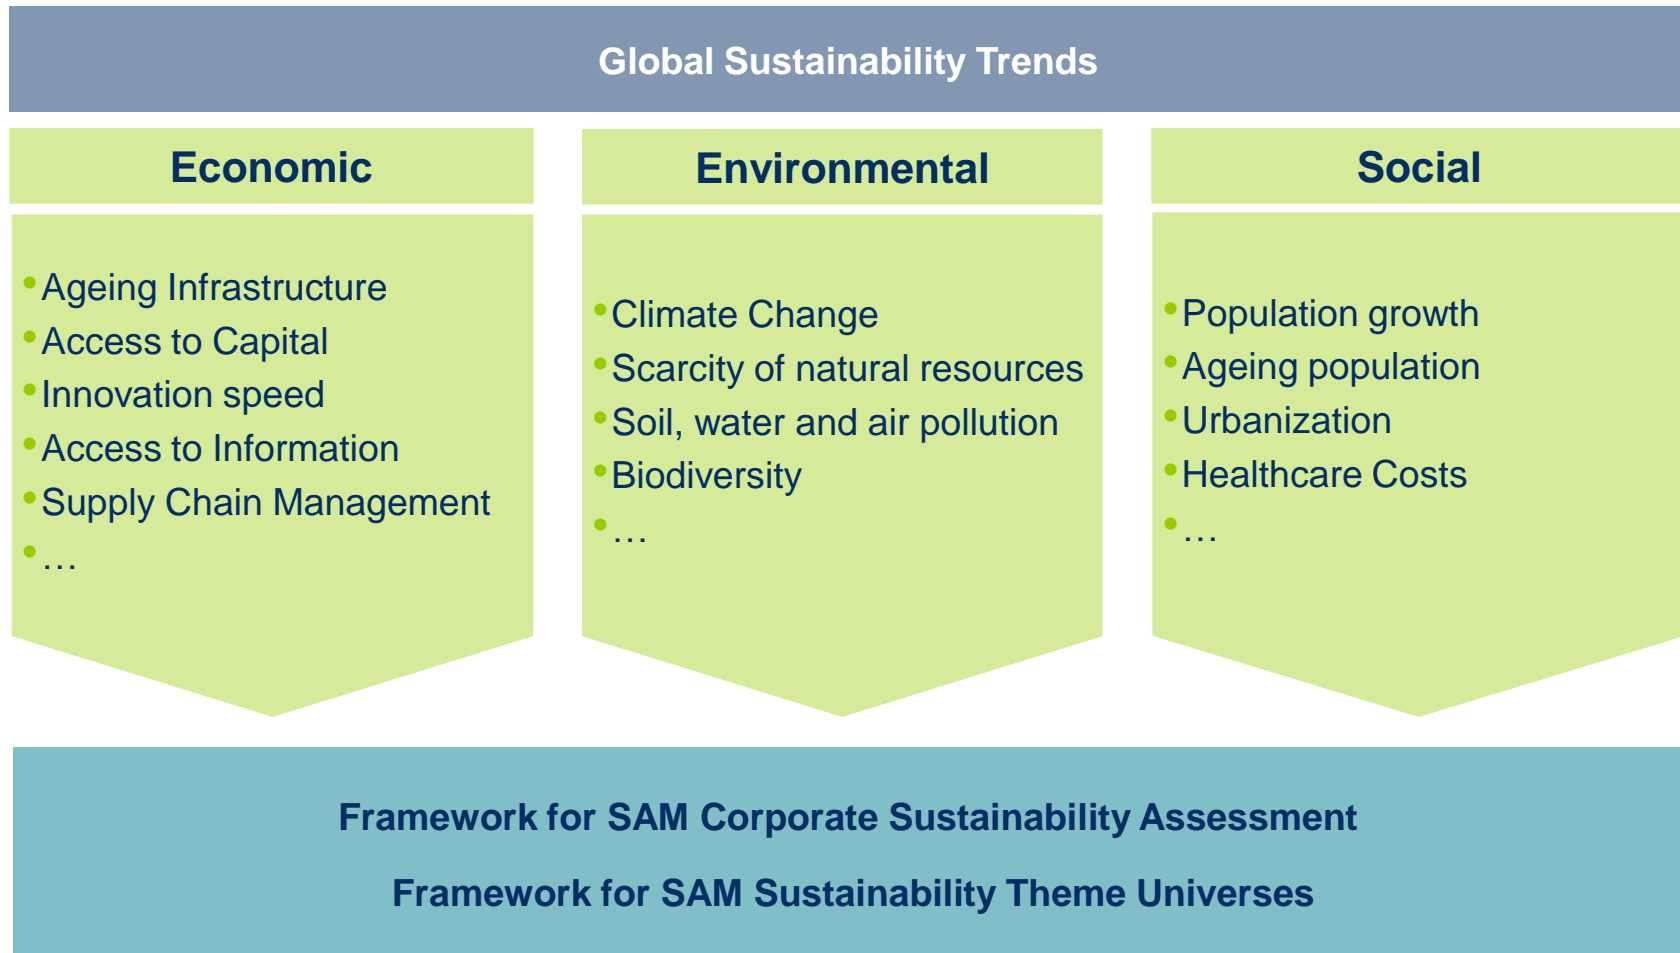 Global Sustainability Trends
Economic
•Ageing Infrastructure
•Access to Capital
•Innovation speed
•Access to Information
•Supply Chain Management
•…
Environmental
•Climate Change
•Scarcity of natural resources
•Soil, water and air pollution
•Biodiversity
•…
Social
•Population growth
•Ageing population
•Urbanization
•Healthcare Costs
•…
Framework for SAM Corporate Sustainability Assessment
Framework for SAM Sustainability Theme Universes